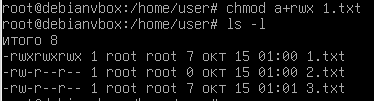 root@debianvbox:/home/user# chmod a+rwx 1.txt
root@debianvbox:/home/user# ls -l
итого 8
-rwxrwxrwx 1 root root 7 окт 15 01:00 1.txt
-rw-r--r-- 1 root root 0 окт 15 01:00 2.txt
-rw-r--r-- 1 root root 7 окт 15 01:00 3.txt